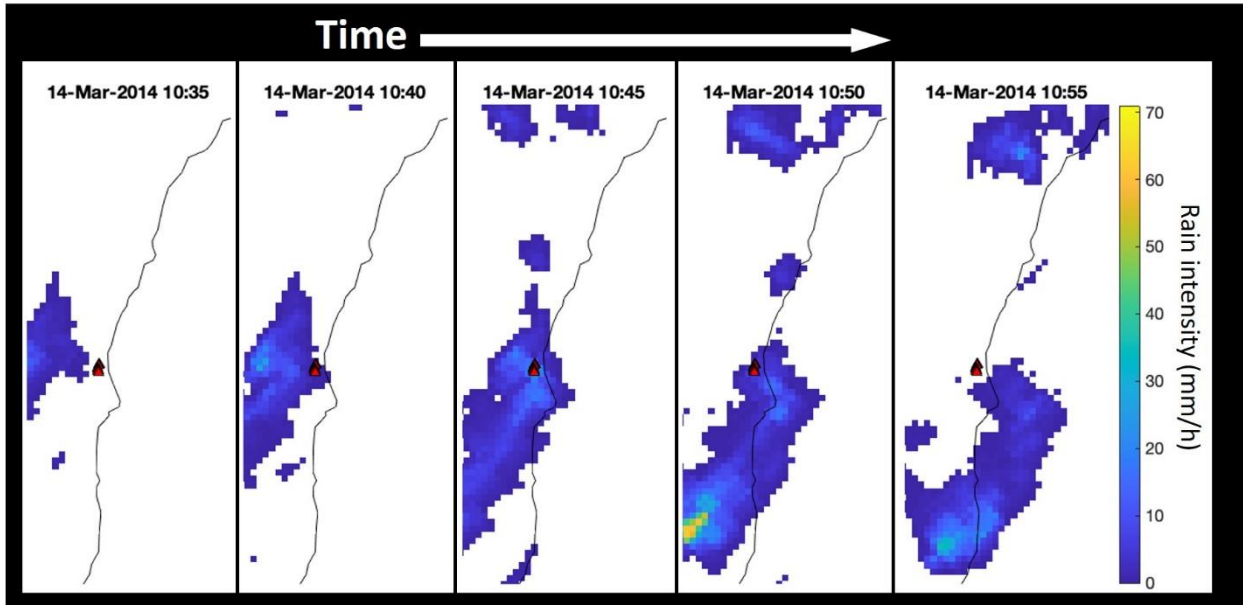 Time
14-Mar-2014 10:35
14-Mar-2014 10:40
14-Mar-2014 10:45
14-Mar-2014 10:50
14-Mar-2014 10:55
70
60
50
40
30
20
10
0
Rain intensity (mm/h)